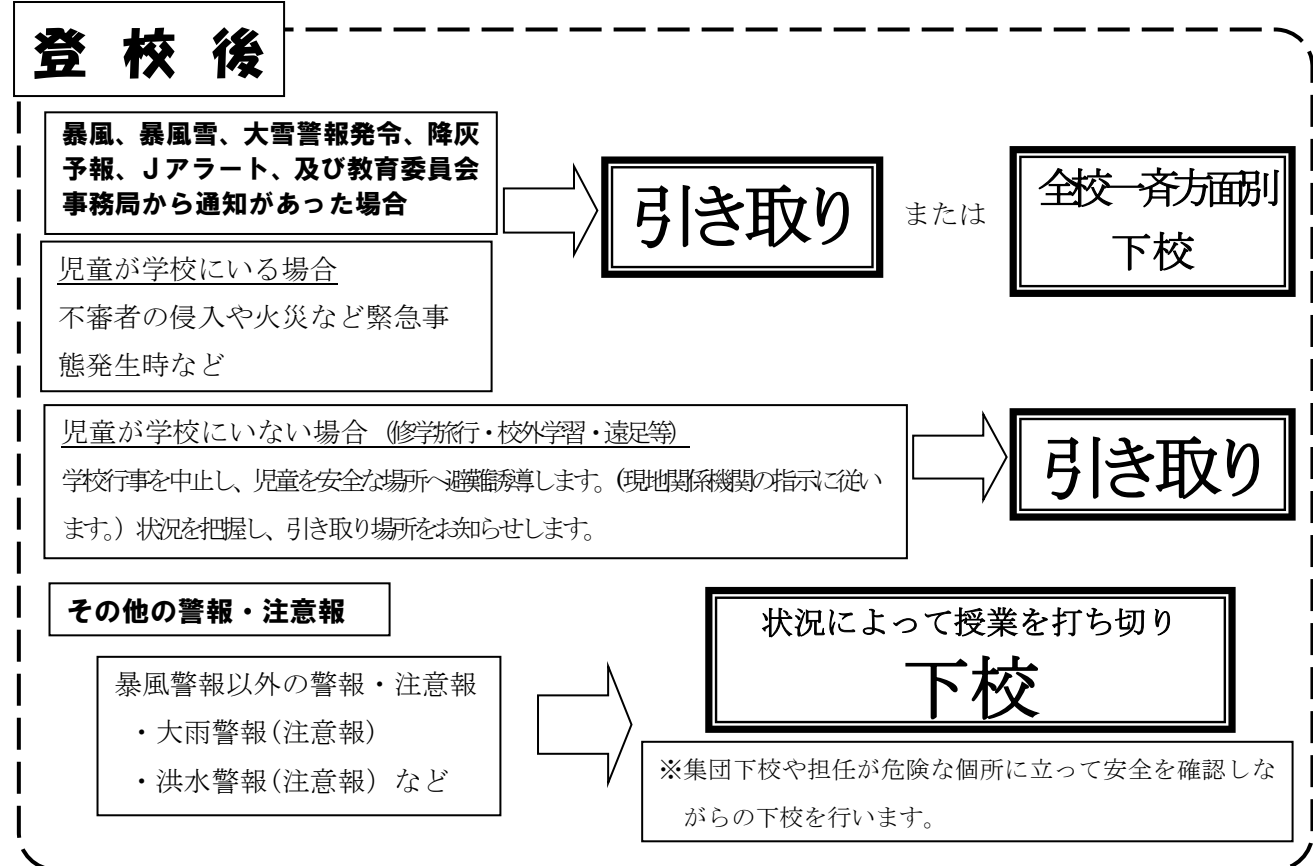 登校後
暴風、暴風雪、大雪警報発令、降灰
予報、Jアラート、及び教育委員会
事務局から通知があった場合
引き取り
または
全校一斉方面別
下校
児童が学校にいる場合
不審者の侵入や火災など緊急事
態発生時など
児童が学校にいない場合 (修学旅行・校外学習・遠足等)
学校行事を中止し、児童を安全な場所へ避難誘導します。(現地関係機関の指示に従い
ます。) 状況を把握し、引き取り場所をお知らせします。
引き取り
その他の警報・注意報
暴風警報以外の警報・注意報
・大雨警報(注意報)
・洪水警報(注意報) など
状況によって授業を打ち切り
下校
※集団下校や担任が危険な個所に立って安全を確認しな
がらの下校を行います。